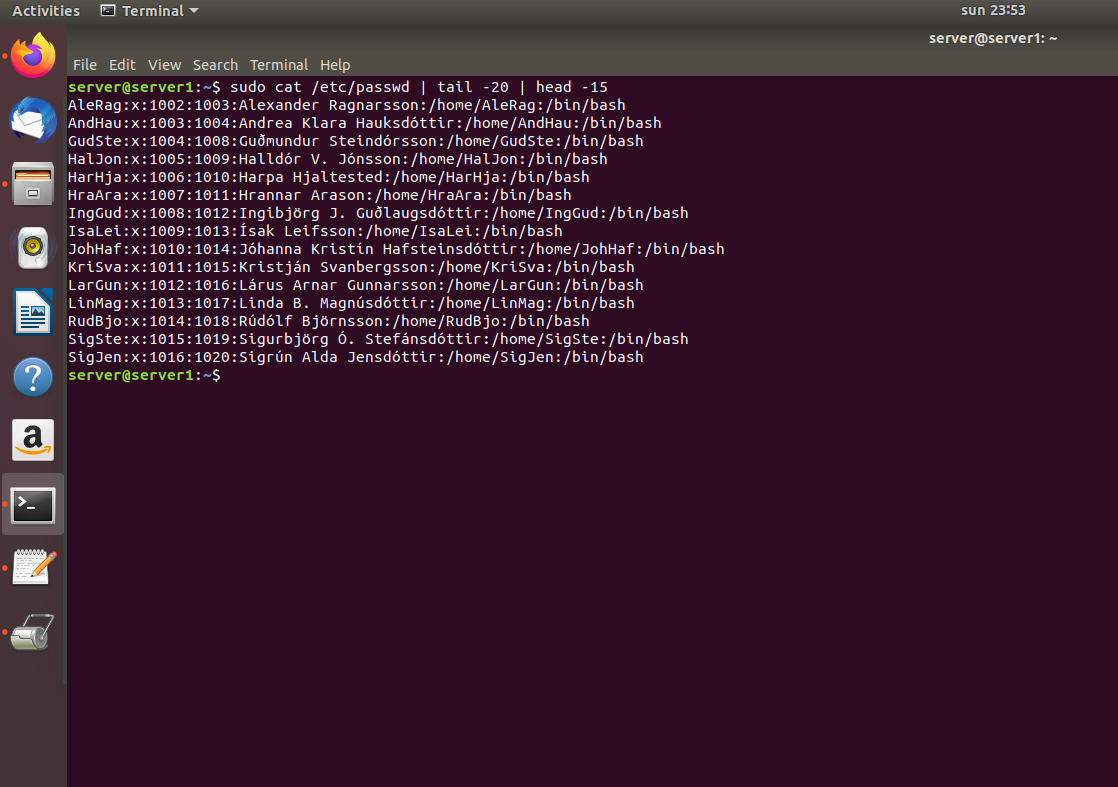 Activities Terminal sun 23:53
server@server1: ~
File Edit View Search Terminal Help
server@server1:~$ sudo cat /etc/passwd | tail -20 | head -15
AleRag:x:1002:1003:Alexander Ragnarsson:/home/AleRag:/bin/bash
AndHau:x:1003:1004:Andrea Klara Hauksdóttir:/home/AndHau:/bin/bash
GudSte:x:1004:1008:Guðmundur Steindórsson:/home/GudSte:/bin/bash
HalJon:x:1005:1009:Halldór V. Jónsson:/home/HalJon:/bin/bash
HarHja:x:1006:1010:Harpa Hjaltested:/home/HarHja:/bin/bash
HraAra:x:1007:1011:Hrannar Arason:/home/HraAra:/bin/bash
IngGud:x:1008:1012:Ingibjörg J. Guðlaugsdóttir:/home/IngGud:/bin/bash
IsaLei:x:1009:1013:Ísak Leifsson:/home/IsaLei:/bin/bash
JohHaf:x:1010:1014:Jóhanna Kristín Hafsteinsdóttir:/home/JohHaf:/bin/bash
KriSva:x:1011:1015:Kristján Svanbergsson:/home/KriSva:/bin/bash
LarGun:x:1012:1016:Lárus Arnar Gunnarsson:/home/LarGun:/bin/bash
LinMag:x:1013:1017:Linda B. Magnúsdóttir:/home/LinMag:/bin/bash
RudBjo:x:1014:1018:Rúdólf Björnsson:/home/RudBjo:/bin/bash
SigSte:x:1015:1019:Sigurbjörg Ó. Stefánsdóttir:/home/SigSte:/bin/bash
SigJen:x:1016:1020:Sigrún Alda Jensdóttir:/home/SigJen:/bin/bash
server@server1:~$